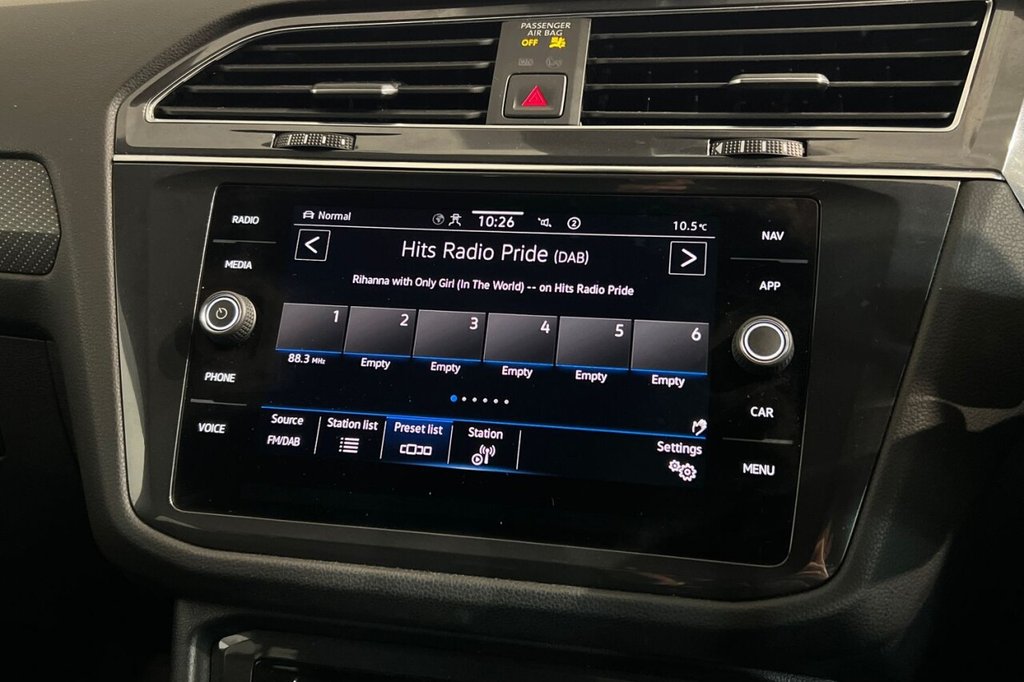 PASSENGER
AIR BAG
OFF
RADIO
MEDIA
PHONE
VOICE
Normal
10:26
2
10.5°C
<
Hits Radio Pride (DAB)
>
Rihanna with Only Girl (In The World) -- on Hits Radio Pride
1 2 3 4 5 6
88.3 MHz Empty Empty Empty Empty Empty
Source
FM/DAB
Station list
Preset list
Station
Settings
NAV
APP
CAR
MENU